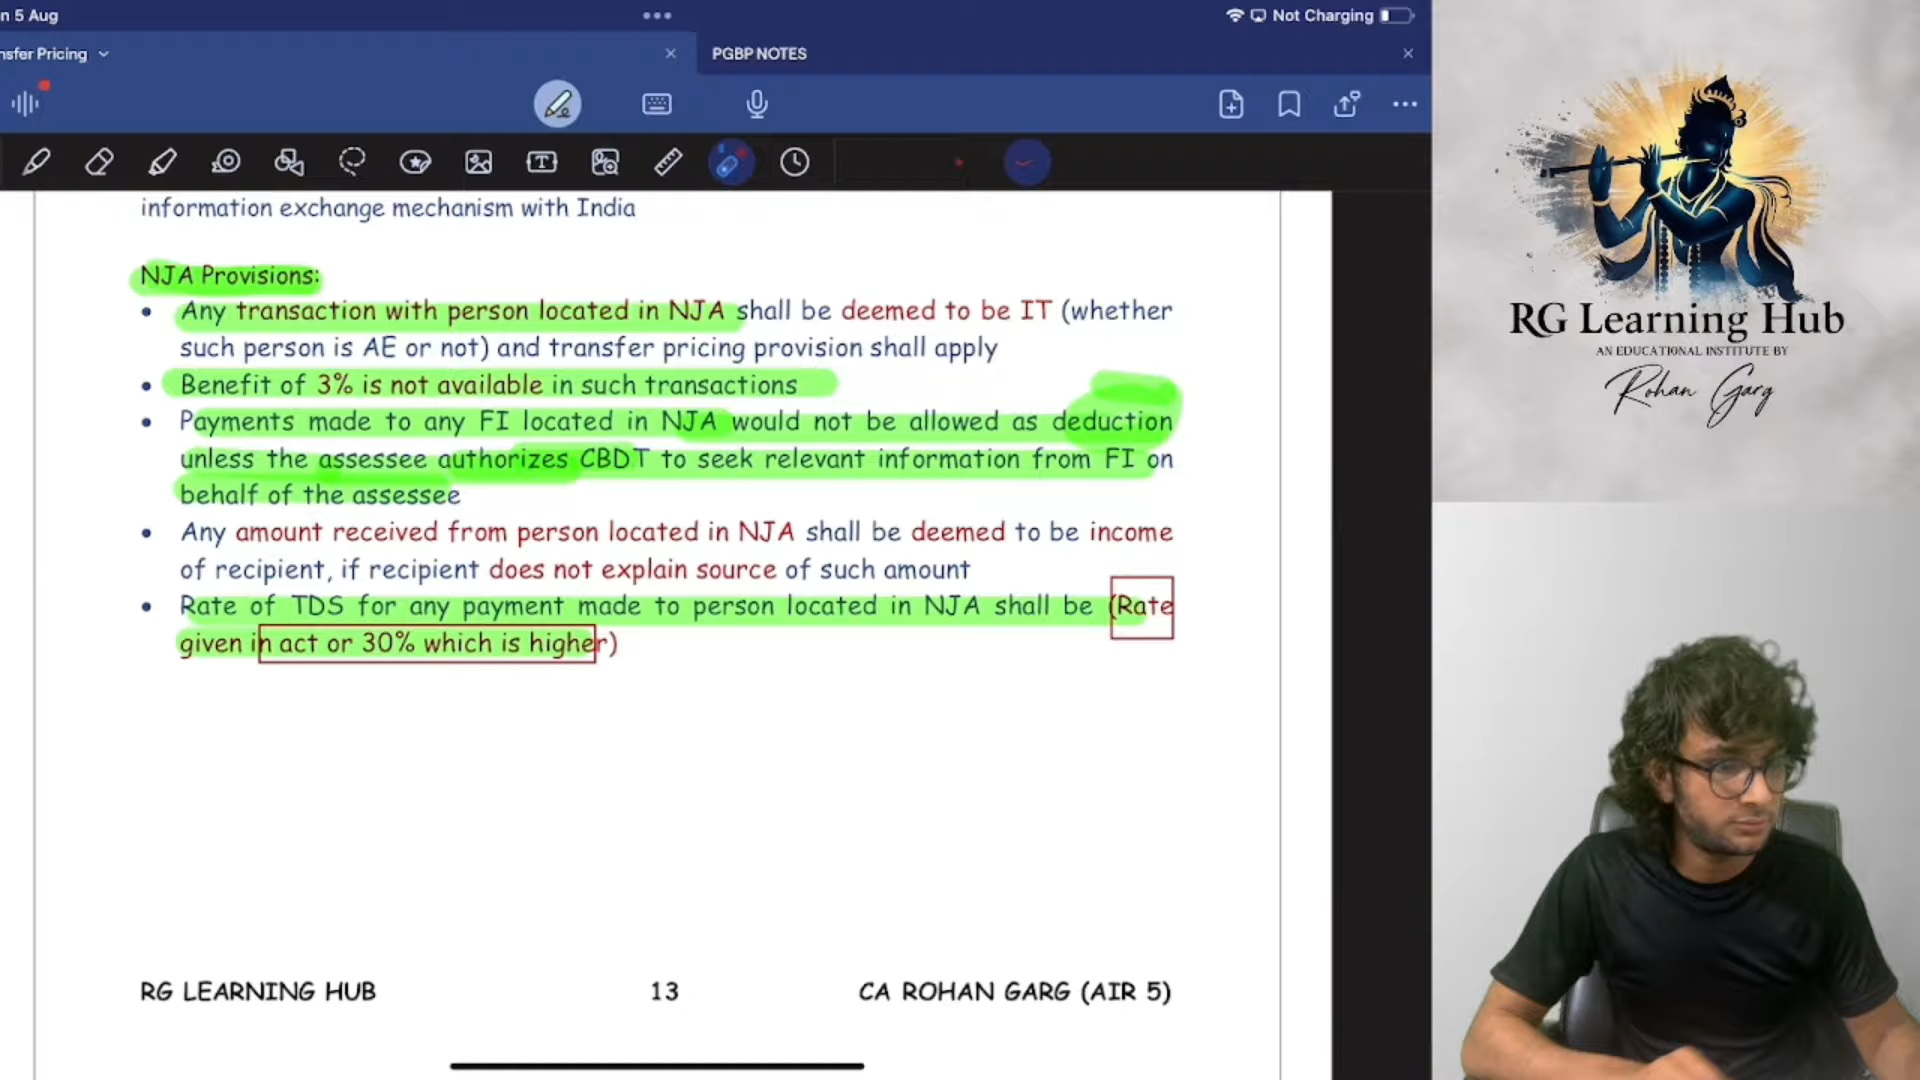 n 5 Aug
Not Charging
nsfer Pricing
PGBP NOTES
information exchange mechanism with India
NJA Provisions:
• Any transaction with person located in NJA shall be deemed to be IT (whether
such person is AE or not) and transfer pricing provision shall apply
• Benefit of 3% is not available in such transactions
• Payments made to any FI located in NJA would not be allowed as deduction
unless the assessee authorizes CBDT to seek relevant information from FI on
behalf of the assessee
• Any amount received from person located in NJA shall be deemed to be income
of recipient, if recipient does not explain source of such amount
• Rate of TDS for any payment made to person located in NJA shall be (Rate
given in act or 30% which is higher)
RG LEARNING HUB 13 CA ROHAN GARG (AIR 5)
RG Learning Hub
AN EDUCATIONAL INSTITUTE BY
Rohan Garg